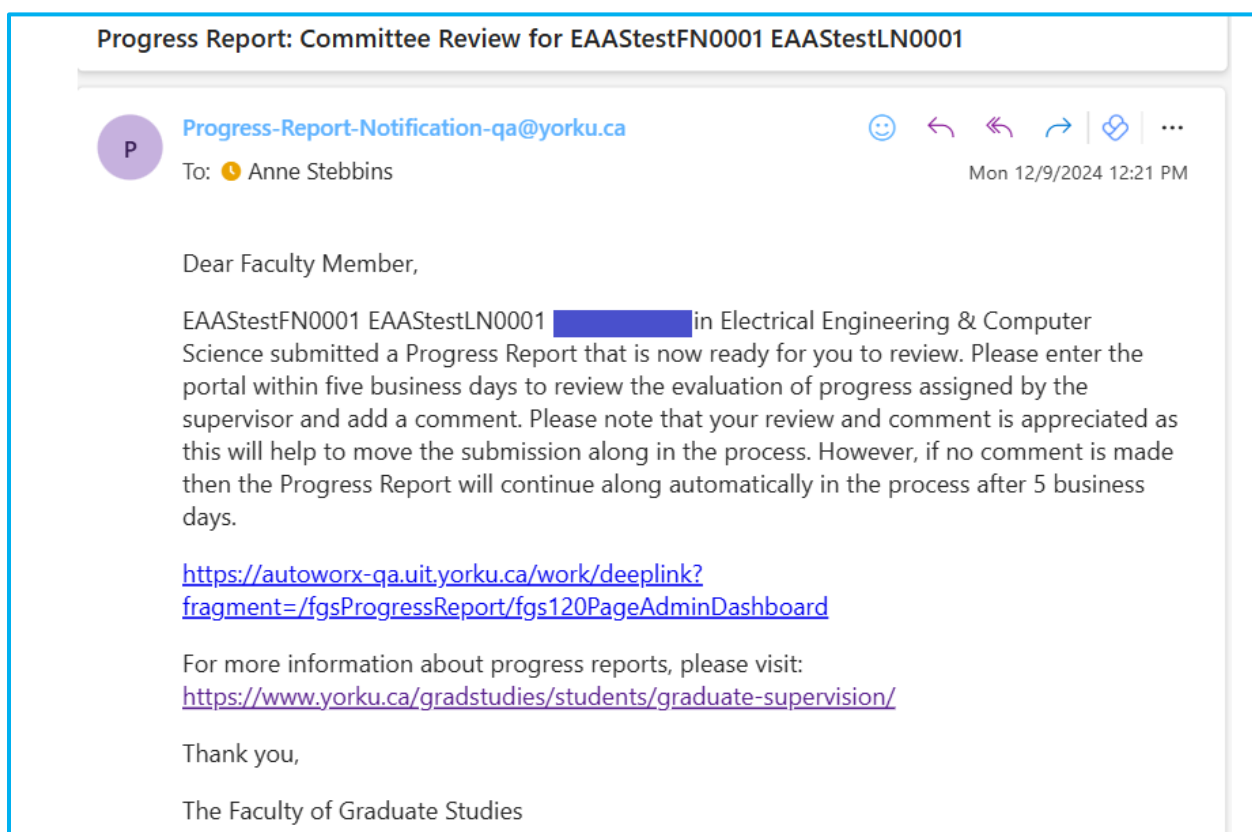 Progress Report: Committee Review for EAAStestFN0001 EAAStestLN0001
P
Progress-Report-Notification-qa@yorku.ca
To: Anne Stebbins
Mon 12/9/2024 12:21 PM
Dear Faculty Member,
EAAStestFN0001 EAAStestLN0001 in Electrical Engineering & Computer
Science submitted a Progress Report that is now ready for you to review. Please enter the
portal within five business days to review the evaluation of progress assigned by the
supervisor and add a comment. Please note that your review and comment is appreciated as
this will help to move the submission along in the process. However, if no comment is made
then the Progress Report will continue along automatically in the process after 5 business
days.
https://autoworx-qa.uit.yorku.ca/work/deeplink?
fragment=/fgsProgressReport/fgs120PageAdminDashboard
For more information about progress reports, please visit:
https://www.yorku.ca/gradstudies/students/graduate-supervision/
Thank you,
The Faculty of Graduate Studies